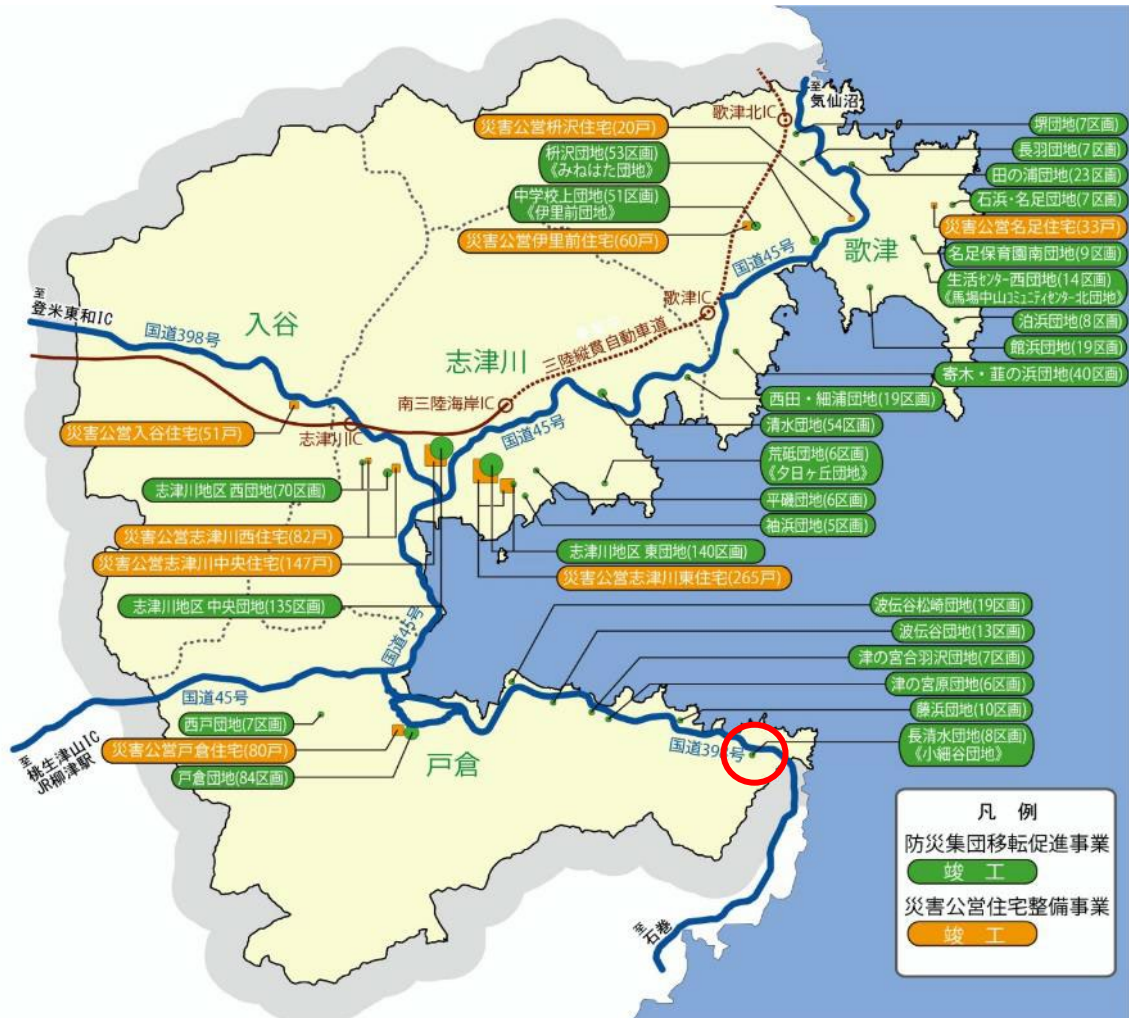 至
気仙沼
歌津北IC
災害公営枡沢住宅(20戸)
枡沢団地(53区画)
《みねはた団地》
中学校上団地(51区画)
《伊里前団地》
災害公営伊里前住宅(60戸)
堺団地(7区画)
長羽団地(7区画)
田の浦団地(23区画)
石浜・名足団地(7区画)
災害公営名足住宅(33戸)
名足保育園南団地(9区画)
生活センター西団地(14区画)
《馬場中山コミュニティセンター北団地》
泊浜団地(8区画)
館浜団地(19区画)
寄木・韮の浜団地(40区画)
歌津
国道45号
歌津IC
三陸縦貫自動車道
至
登米東和IC
国道398号
入谷
志津川
南三陸海岸IC
志津川IC
国道45号
災害公営入谷住宅(51戸)
西田・細浦団地(19区画)
清水団地(54区画)
荒砥団地(6区画)
《夕日ヶ丘団地》
平磯団地(6区画)
袖浜団地(5区画)
志津川地区 西団地(70区画)
災害公営志津川西住宅(82戸)
災害公営志津川中央住宅(147戸)
志津川地区 中央団地(135区画)
志津川地区 東団地(140区画)
災害公営志津川東住宅(265戸)
国道45号
国道45号
至
桃生津山IC
JR柳津駅
西戸団地(7区画)
災害公営戸倉住宅(80戸)
戸倉団地(84区画)
戸倉
波伝谷松崎団地(19区画)
波伝谷団地(13区画)
津の宮合羽沢団地(7区画)
津の宮原団地(6区画)
藤浜団地(10区画)
長清水団地(8区画)
《小細谷団地》
国道398号
至
石巻
凡 例
防災集団移転促進事業
竣 工
災害公営住宅整備事業
竣 工